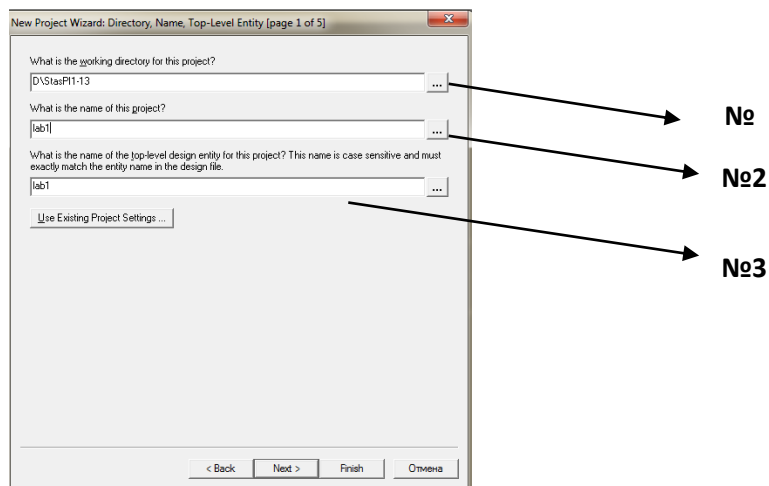 New Project Wizard: Directory, Name, Top-Level Entity [page 1 of 5]
What is the working directory for this project?
D\StasPI1-13
...
№
What is the name of this project?
lab1
...
№2
What is the name of the top-level design entity for this project? This name is case sensitive and must
exactly match the entity name in the design file.
lab1
...
Use Existing Project Settings ...
№3
< Back
Next >
Finish
Отмена